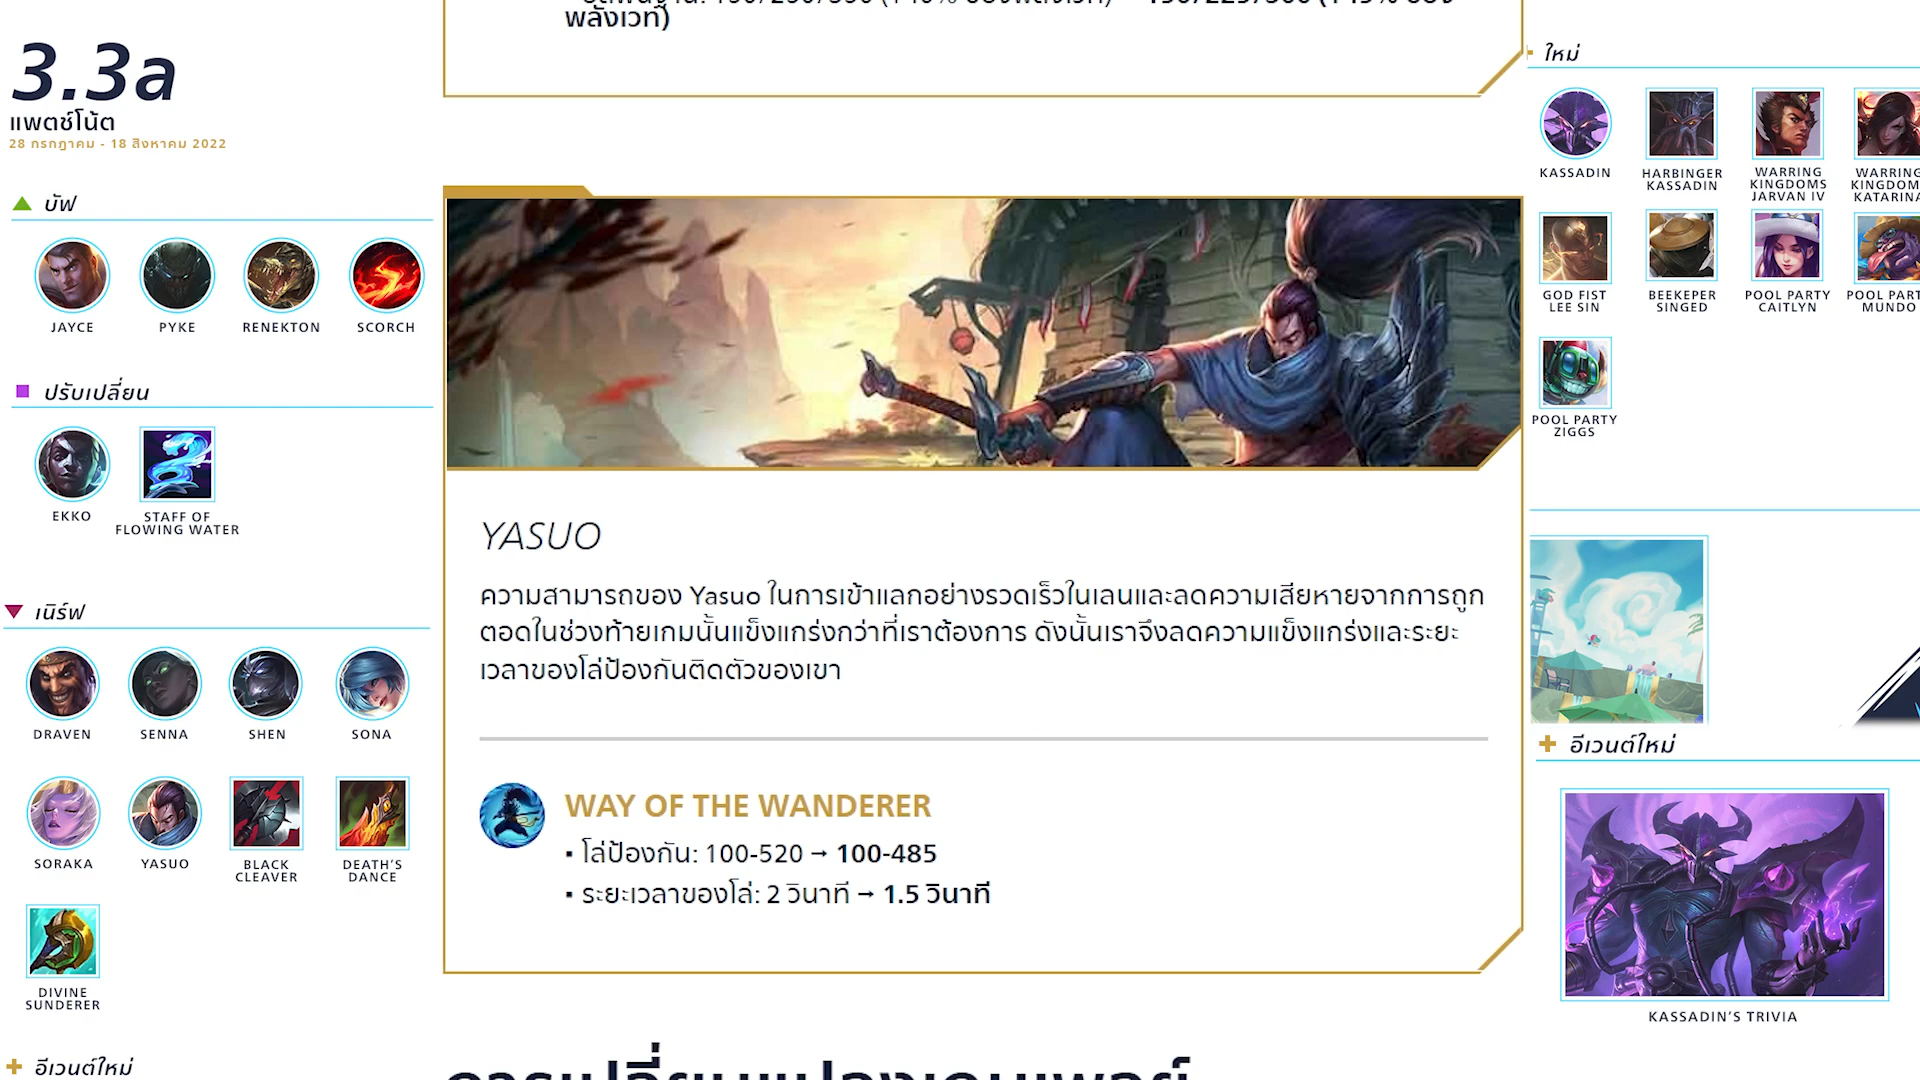 พลังเวท)
3.3a
แพตช์โน้ต
28 กรกฎาคม - 18 สิงหาคม 2022
บัฟ
JAYCE
PYKE
RENEKTON
SCORCH
ปรับเปลี่ยน
EKKO
STAFF OF
FLOWING WATER
เนิร์ฟ
DRAVEN
SENNA
SHEN
SONA
SORAKA
YASUO
BLACK
CLEAVER
DEATH'S
DANCE
DIVINE
SUNDERER
อีเวนต์ใหม่
YASUO
ความสามารถของ Yasuo ในการเข้าแลกอย่างรวดเร็วในเลนและลดความเสียหายจากการถูก
ตอดในช่วงท้ายเกมนั้นแข็งแกร่งกว่าที่เราต้องการ ดังนั้นเราจึงลดความแข็งแกร่งและระยะ
เวลาของโล่ป้องกันติดตัวของเขา
WAY OF THE WANDERER
▪ โล่ป้องกัน: 100-520 → 100-485
▪ ระยะเวลาของโล่: 2 วินาที → 1.5 วินาที
ใหม่
KASSADIN
HARBINGER
KASSADIN
WARRING
KINGDOMS
JARVAN IV
WARRING
KINGDOM
KATARINA
GOD FIST
LEE SIN
BEEKEPER
SINGED
POOL PARTY
CAITLYN
POOL PART
MUNDO
POOL PARTY
ZIGGS
อีเวนต์ใหม่
KASSADIN'S TRIVIA